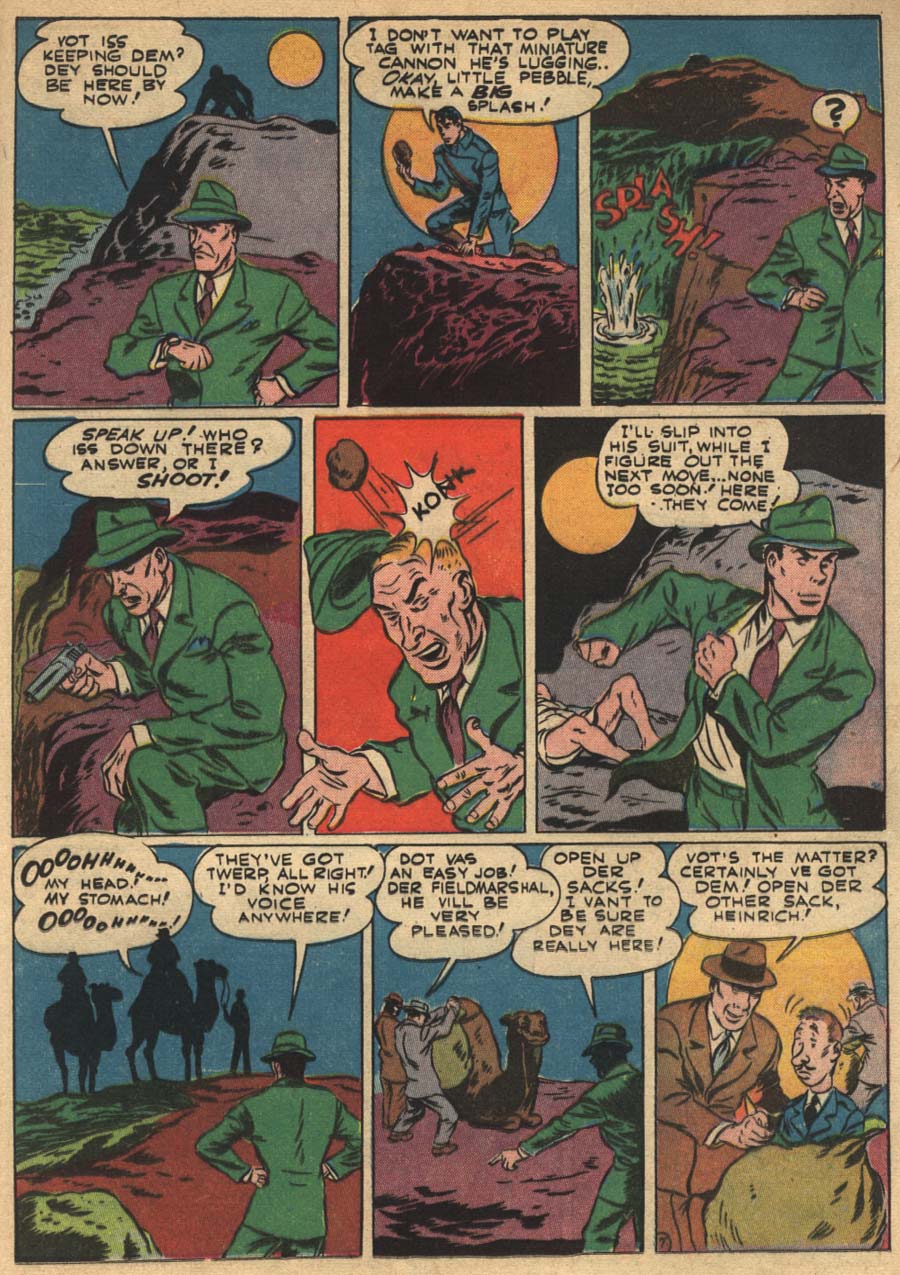 VOT ISS
KEEPING DEM?
DEY SHOULD
BE HERE BY
NOW!
I DON'T WANT TO PLAY
TAG WITH THAT MINIATURE
CANNON HE'S LUGGING..
OKAY, LITTLE PEBBLE,
MAKE A BIG
SPLASH!
?
SPLASH!
SPEAK UP! WHO
ISS DOWN THERE?
ANSWER, OR I
SHOOT!
KONK
I'LL SLIP INTO
HIS SUIT, WHILE I
FIGURE OUT THE
NEXT MOVE...NONE
TOO SOON! HERE
THEY COME!
OOOOHHHHHH...
MY HEAD!
MY STOMACH!
OOOOOHHHHH!
THEY'VE GOT
TWERP, ALL RIGHT!
I'D KNOW HIS
VOICE
ANYWHERE!
DOT VAS
AN EASY JOB!
DER FIELDMARSHAL,
HE VILL BE
VERY
PLEASED!
OPEN UP
DER
SACKS!
I VANT TO
BE SURE
DEY ARE
REALLY HERE!
VOT'S THE MATTER?
CERTAINLY VE GOT
DEM! OPEN DER
OTHER SACK,
HEINRICH!
7